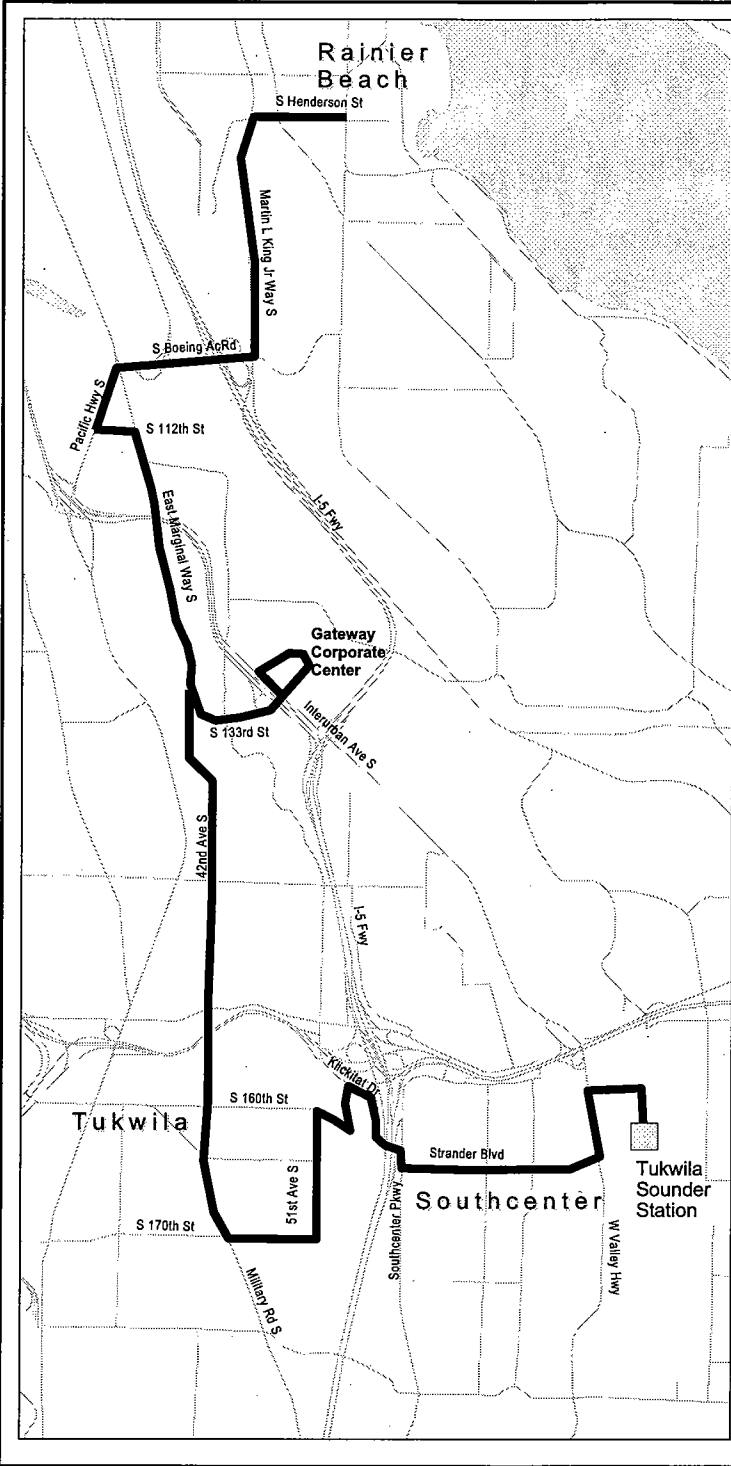 Rainier
Beach
S Henderson St
Martin L King Jr Way S
S Boeing AcRd
Pacific Hwy S
S 112th St
East Marginal Way S
I-5 Fwy
Gateway
Corporate
Center
Interurban Ave S
S 133rd St
42nd Ave S
I-5 Fwy
Klickitat Dr
S 160th St
Tukwila
Strander Blvd
Tukwila
Sounder
Station
51st Ave S
Southcenter
Southcenter Pkwy
S 170th St
W Valley Hwy
Military Rd S